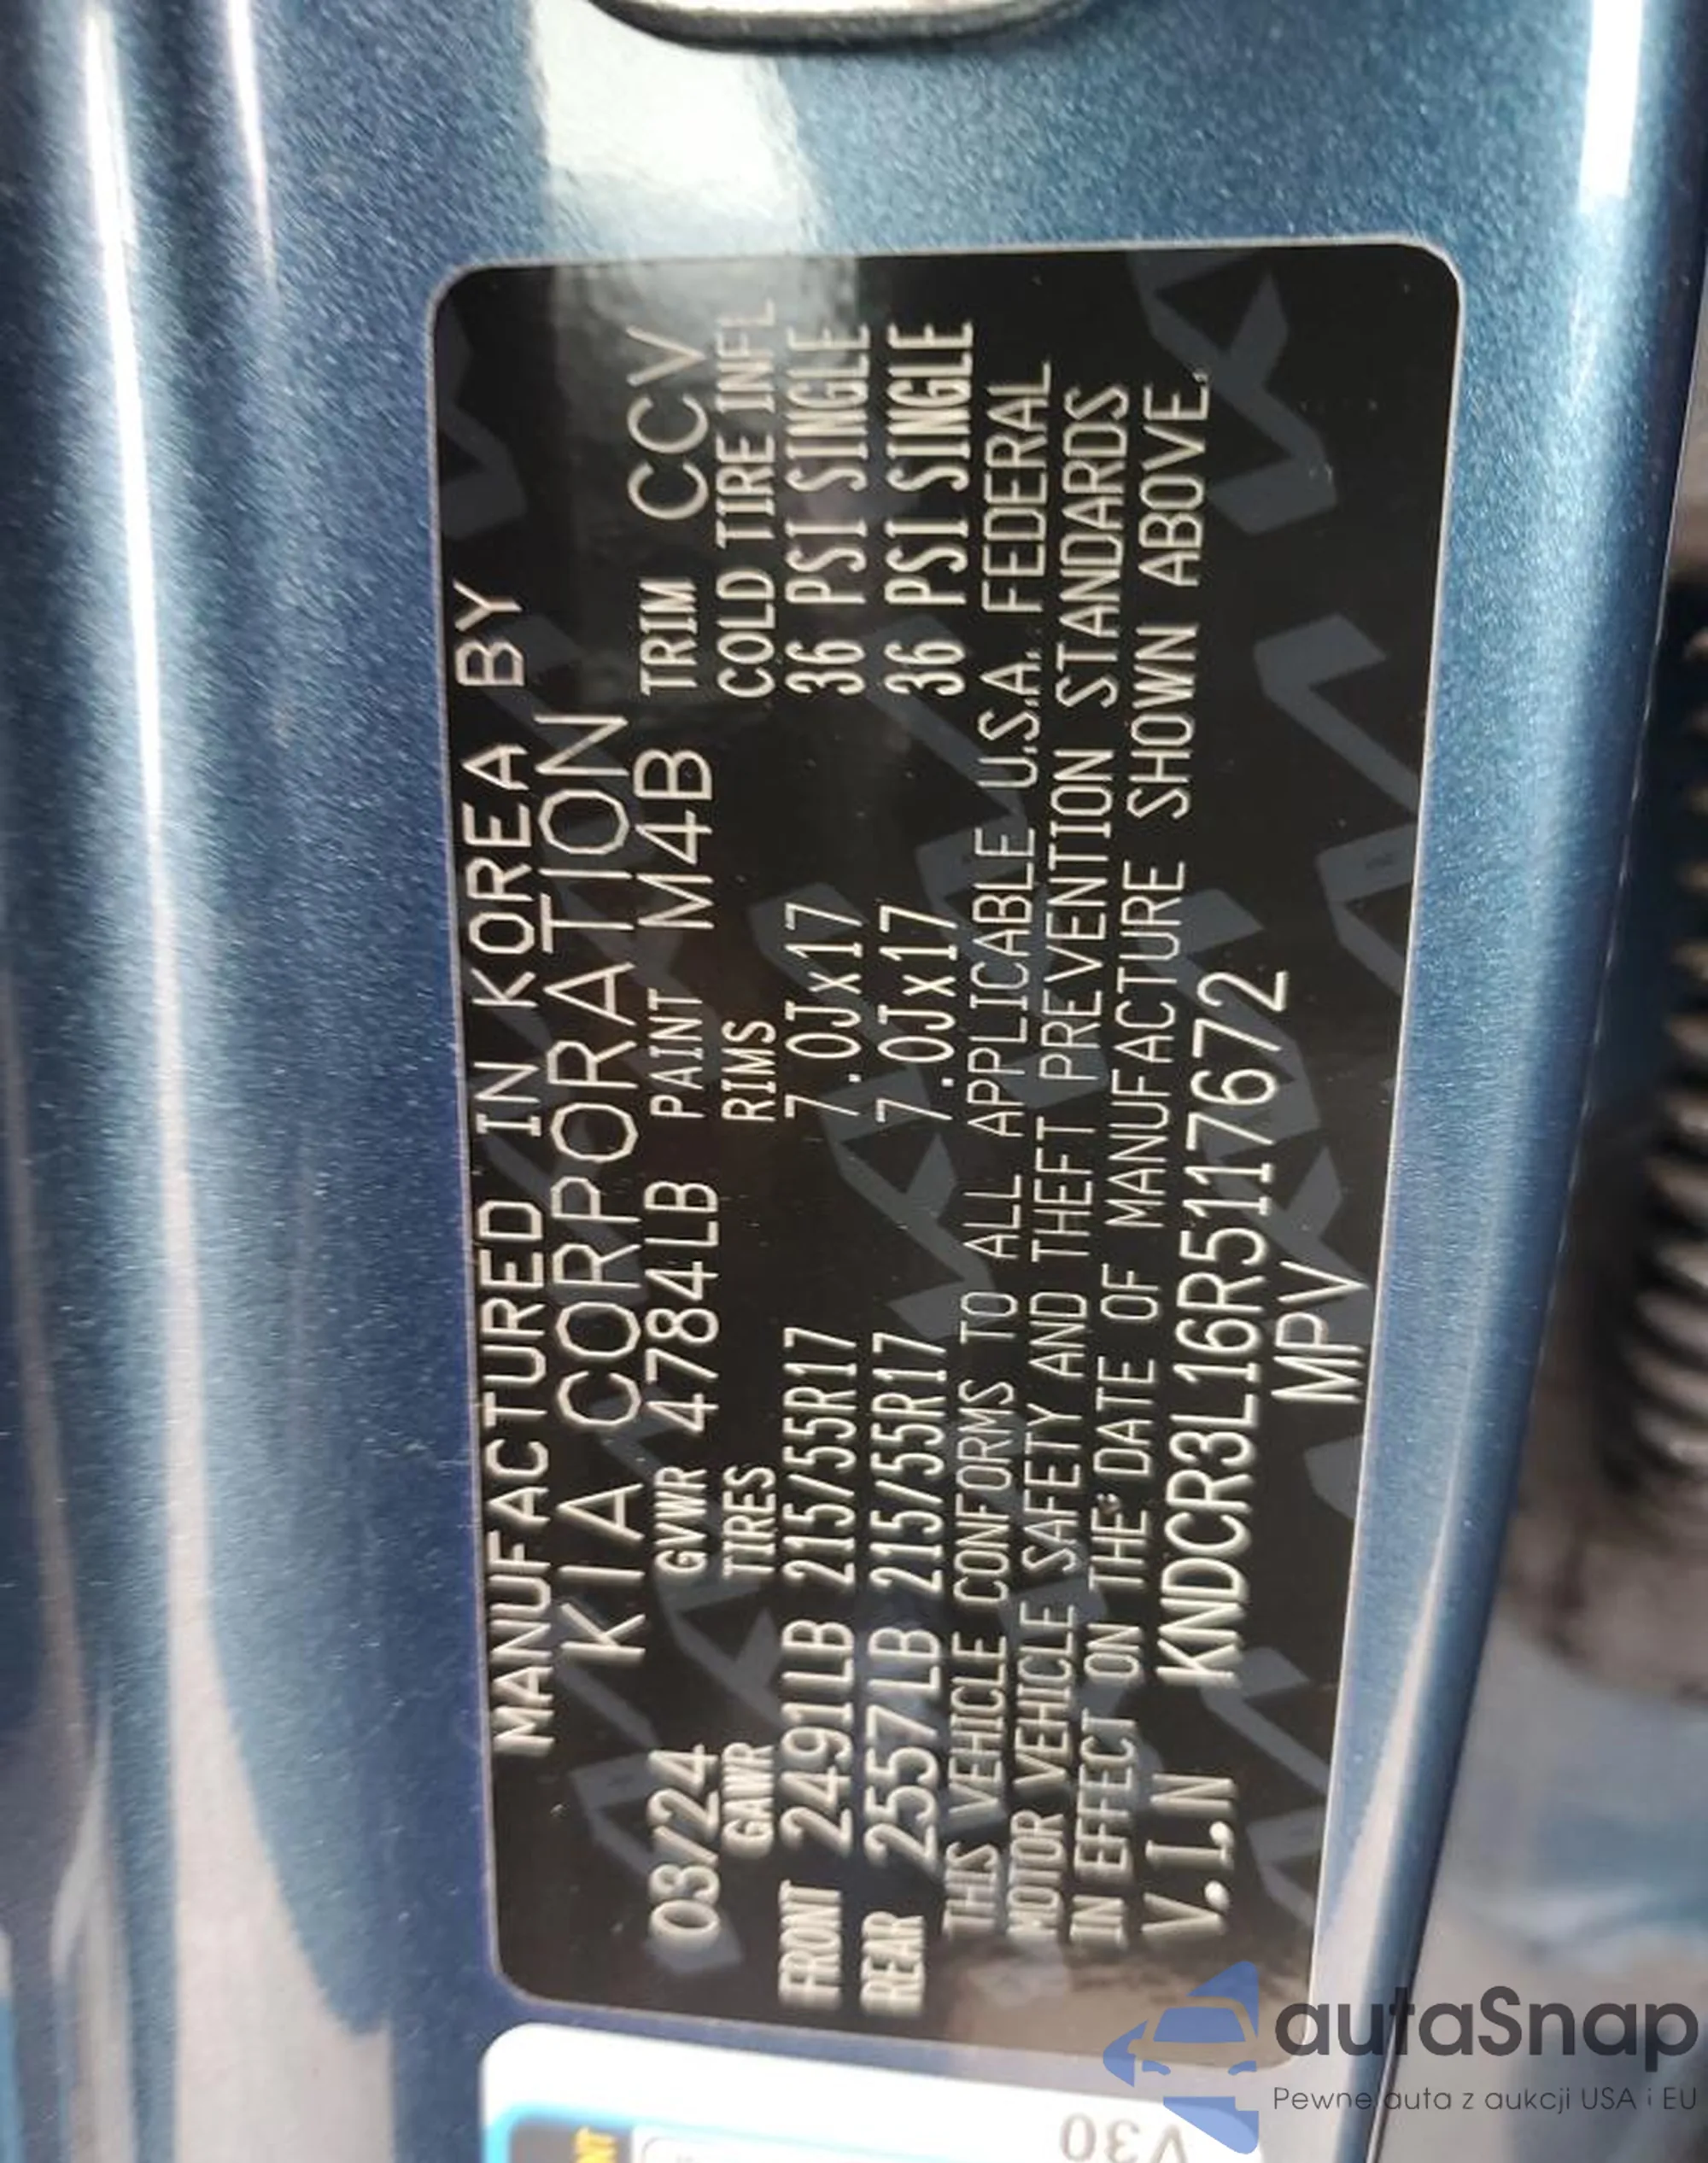 MANUFACTURED IN KOREA BY
KIA CORPORATION
03/24 GVWR 4784LB PAINT M4B TRIM CCV
GAWR TIRES RIMS COLD TIRE INFL
FRONT 2491LB 215/55R17 7.0Jx17 36 PSI SINGLE
REAR 2557LB 215/55R17 7.0Jx17 36 PSI SINGLE
THIS VEHICLE CONFORMS TO ALL APPLICABLE U.S.A. FEDERAL
MOTOR VEHICLE SAFETY AND THEFT PREVENTION STANDARDS
IN EFFECT ON THE DATE OF MANUFACTURE SHOWN ABOVE.
V.I.N KNDCR3L16R5117672
MPV
V30
autaSnap
Pewne auta z aukcji USA i EU